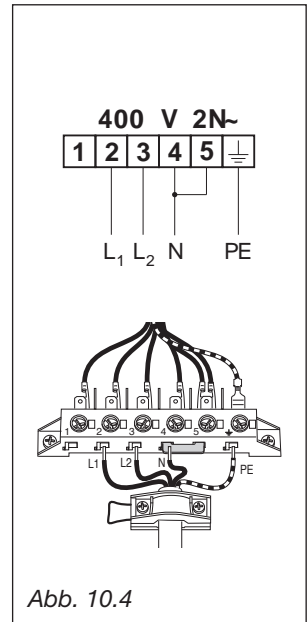 400 V 2N~
1 2 3 4 5
L₁ L₂ N PE
1 2 3 4 5
L1 L2 N PE
Abb. 10.4